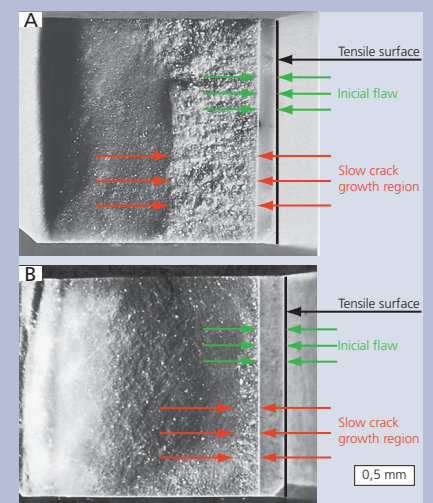 A
Tensile surface
Inicial flaw
Slow crack
growth region
B
Tensile surface
Inicial flaw
Slow crack
growth region
0,5 mm